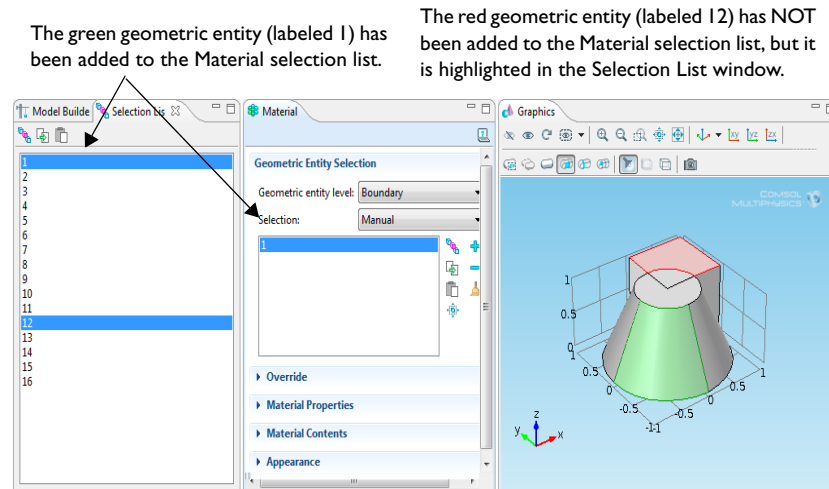 The green geometric entity (labeled 1) has
been added to the Material selection list.
The red geometric entity (labeled 12) has NOT
been added to the Material selection list, but it
is highlighted in the Selection List window.
Model Builde
Selection Lis
1
2
3
4
5
6
7
8
9
10
11
12
13
14
15
16
Material
Geometric Entity Selection
Geometric entity level: Boundary
Selection: Manual
1
Override
Material Properties
Material Contents
Appearance
Graphics
xy yz zx
COMSOL
MULTIPHYSICS
1
0.5
0
1
0.5
0
-0.5
-1
-1
-0.5
0
0.5
1
z
y
x